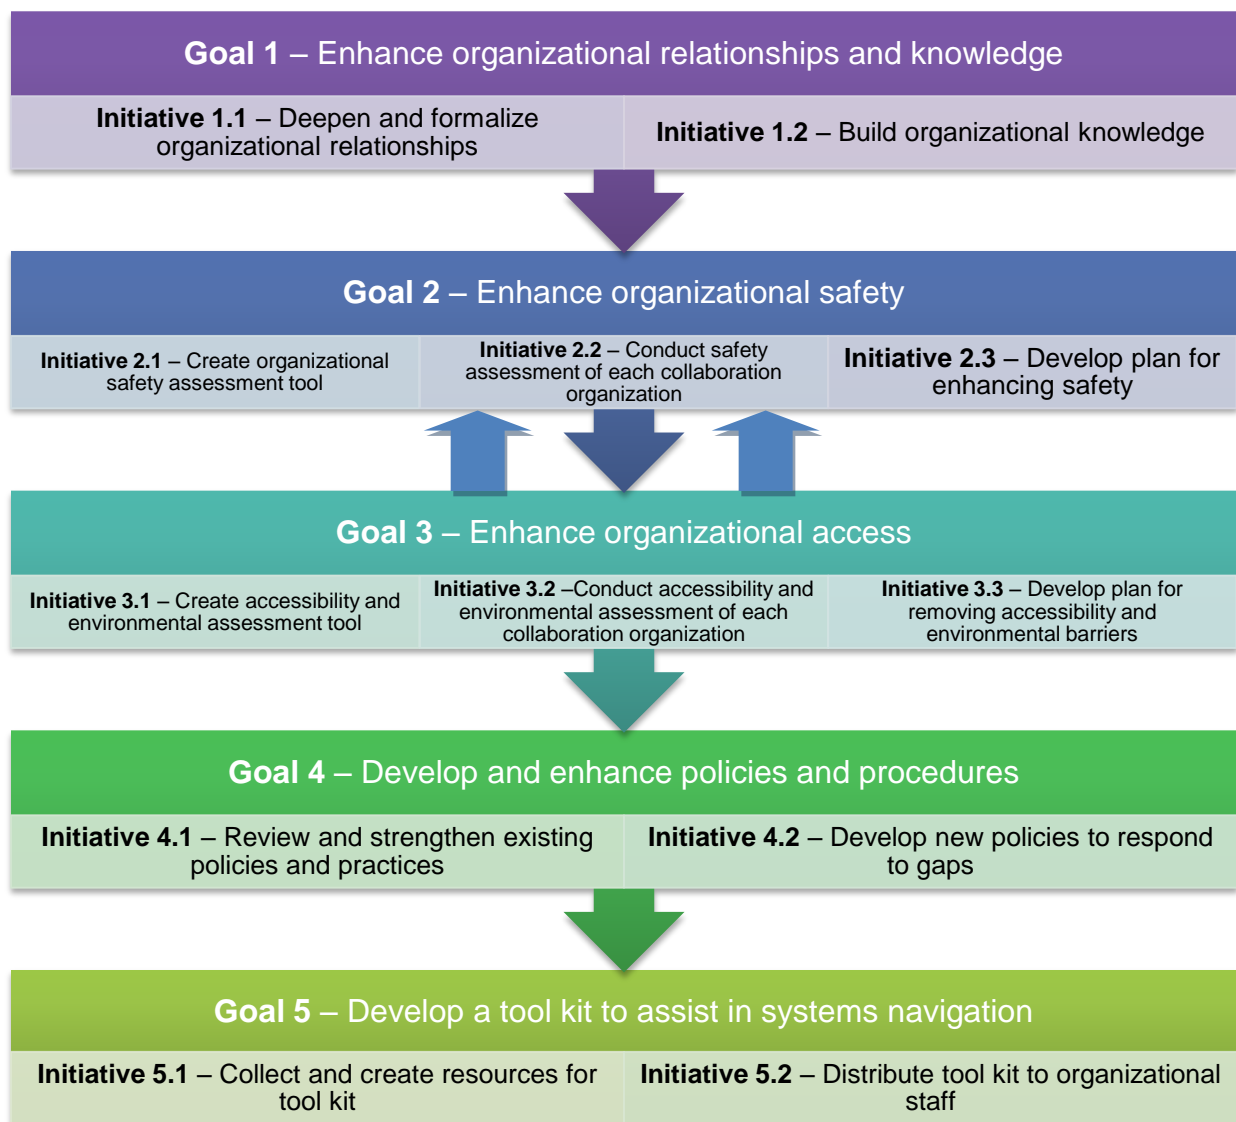 Goal 1 – Enhance organizational relationships and knowledge
Initiative 1.1 – Deepen and formalize
organizational relationships
Initiative 1.2 – Build organizational knowledge
Goal 2 – Enhance organizational safety
Initiative 2.1 – Create organizational
safety assessment tool
Initiative 2.2 – Conduct safety
assessment of each collaboration
organization
Initiative 2.3 – Develop plan for
enhancing safety
Goal 3 – Enhance organizational access
Initiative 3.1 – Create accessibility and
environmental assessment tool
Initiative 3.2 –Conduct accessibility and
environmental assessment of each
collaboration organization
Initiative 3.3 – Develop plan for
removing accessibility and
environmental barriers
Goal 4 – Develop and enhance policies and procedures
Initiative 4.1 – Review and strengthen existing
policies and practices
Initiative 4.2 – Develop new policies to respond
to gaps
Goal 5 – Develop a tool kit to assist in systems navigation
Initiative 5.1 – Collect and create resources for
tool kit
Initiative 5.2 – Distribute tool kit to organizational
staff